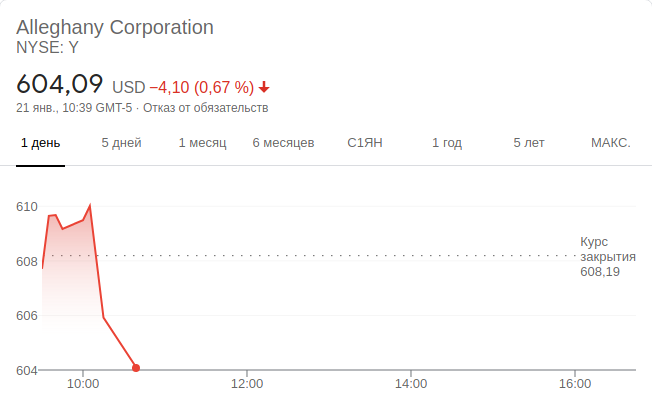 Alleghany Corporation
NYSE: Y
604,09 USD −4,10 (0,67 %)
21 янв., 10:39 GMT-5 · Отказ от обязательств
1 день 5 дней 1 месяц 6 месяцев С1ЯН 1 год 5 лет МАКС.
610
Курс
608 закрытия
608,19
606
604
10:00 12:00 14:00 16:00